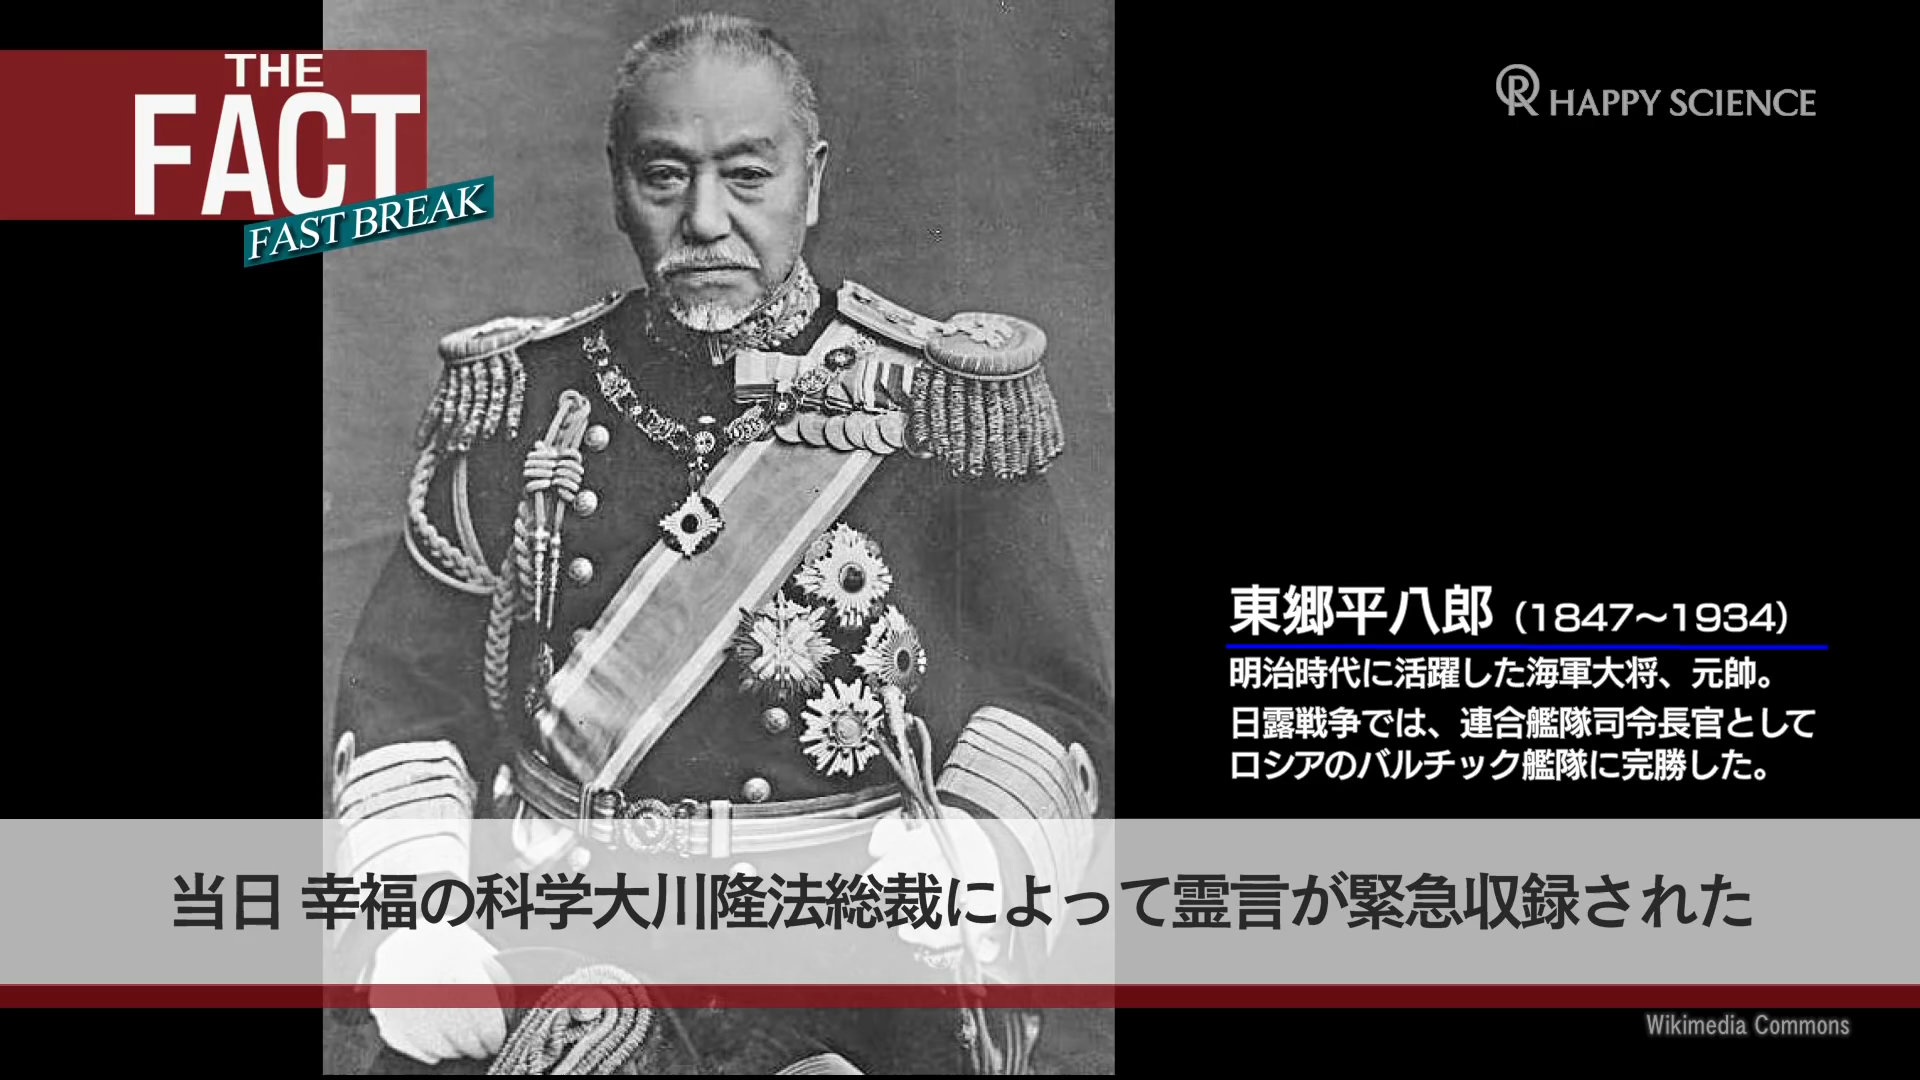 THE
FACT
FAST BREAK
HAPPY SCIENCE
東郷平八郎（1847～1934）
明治時代に活躍した海軍大将、元帥。
日露戦争では、連合艦隊司令長官として
ロシアのバルチック艦隊に完勝した。
当日 幸福の科学大川隆法総裁によって霊言が緊急収録された
Wikimedia Commons